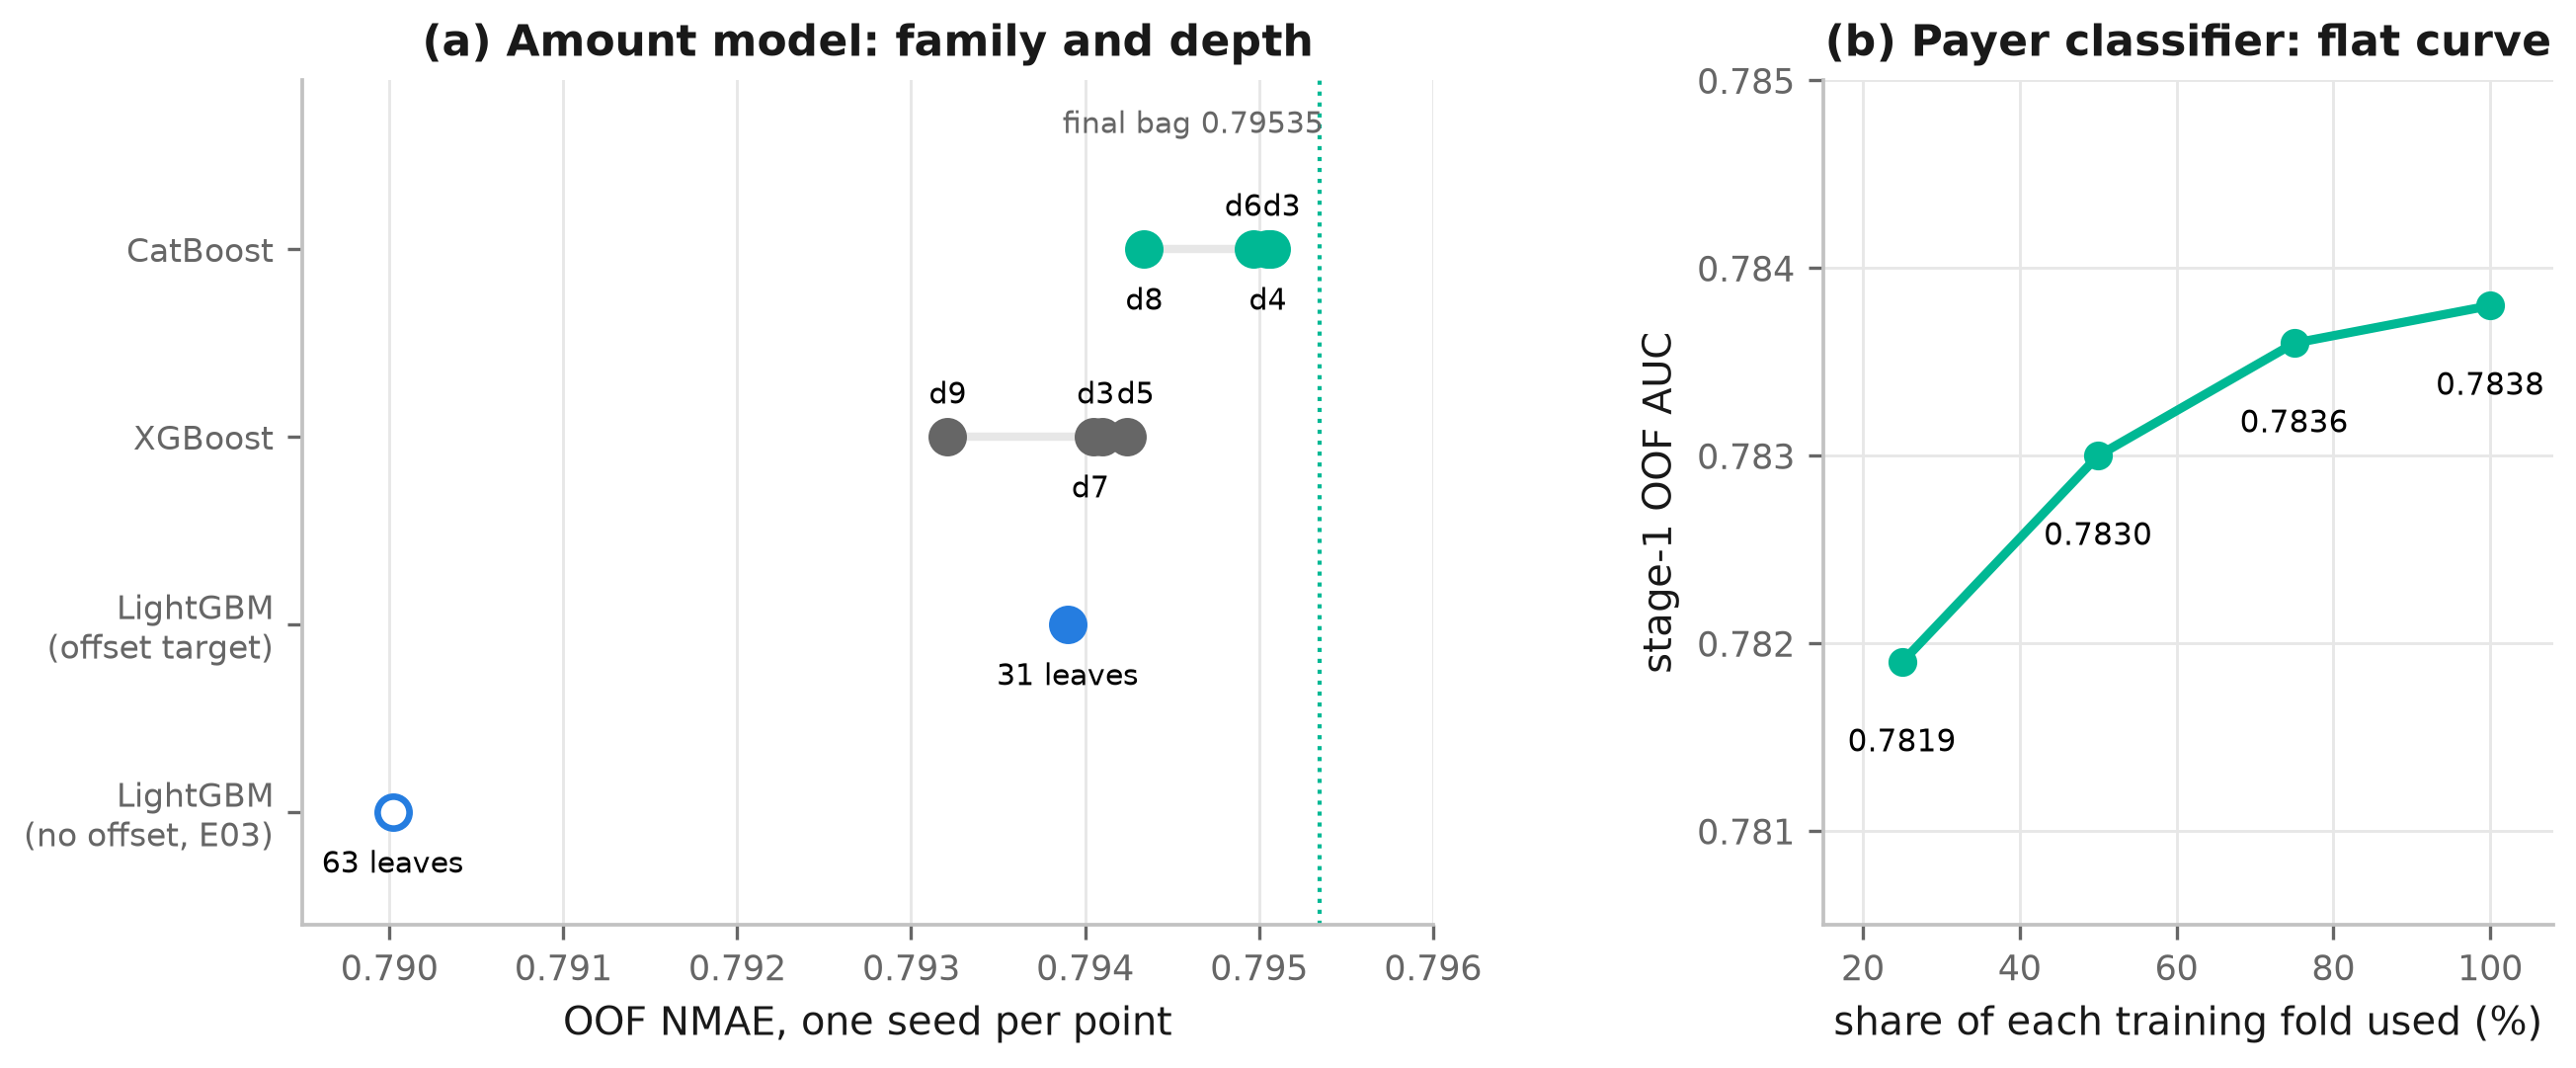 (a) Amount model: family and depth
final bag 0.79535
CatBoost
d6
d3
d8
d4
XGBoost
d9
d3
d5
d7
LightGBM
(offset target)
31 leaves
LightGBM
(no offset, E03)
63 leaves
0.790
0.791
0.792
0.793
0.794
0.795
0.796
OOF NMAE, one seed per point
(b) Payer classifier: flat curve
stage-1 OOF AUC
0.785
0.784
0.783
0.782
0.781
0.7838
0.7836
0.7830
0.7819
20
40
60
80
100
share of each training fold used (%)